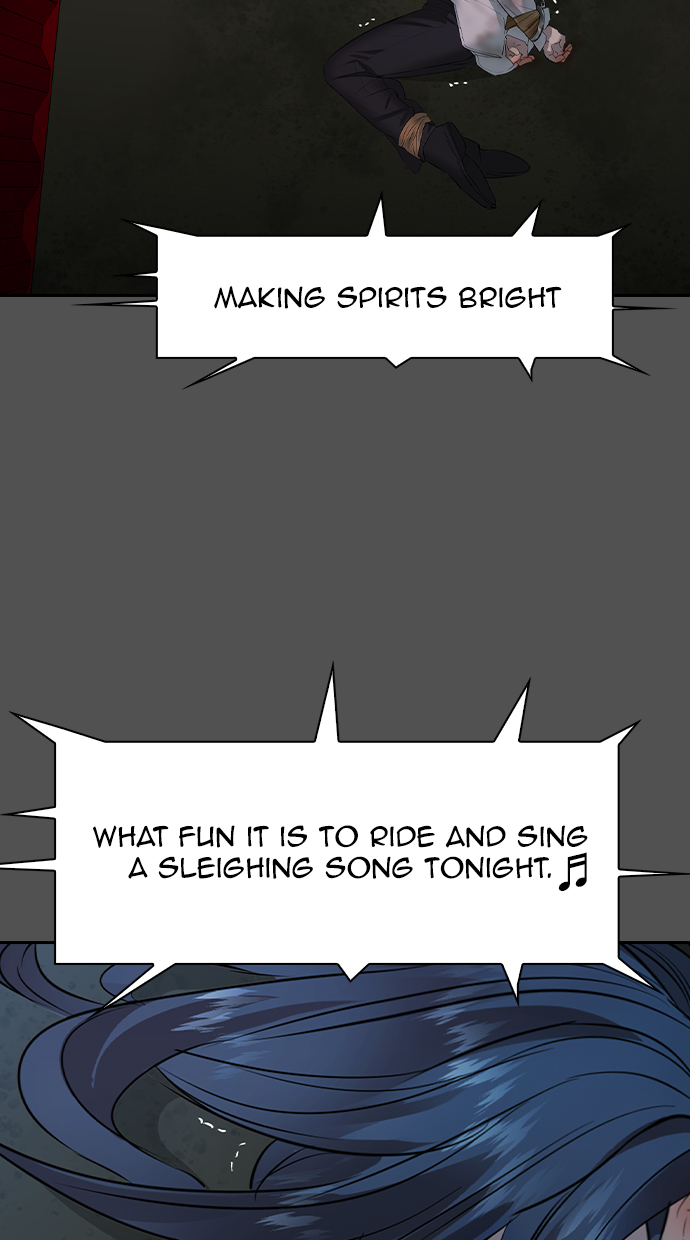 MAKING SPIRITS BRIGHT
WHAT FUN IT IS TO RIDE AND SING
A SLEIGHING SONG TONIGHT. 🎵